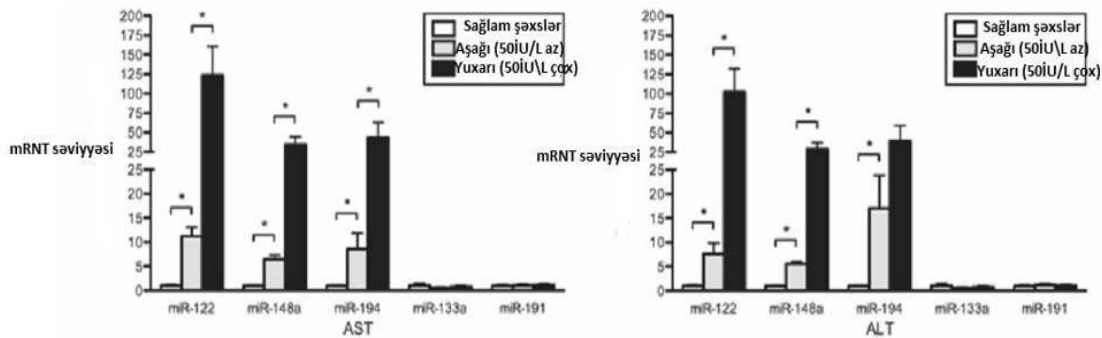 200
175
150
125
100
75
50
25
25
20
15
10
5
0
mRNT səviyyəsi
* * * * * *
Sağlam şəxslər
Aşağı (50İU/L az)
Yuxarı (50İU\L çox)
miR-122 miR-148a miR-194 miR-133a miR-191
AST
200
175
150
125
100
75
50
25
25
20
15
10
5
0
mRNT səviyyəsi
* * * * *
Sağlam şəxslər
Aşağı (50İU\L az)
Yuxarı (50İU/L çox)
miR-122 miR-148a miR-194 miR-133a miR-191
ALT